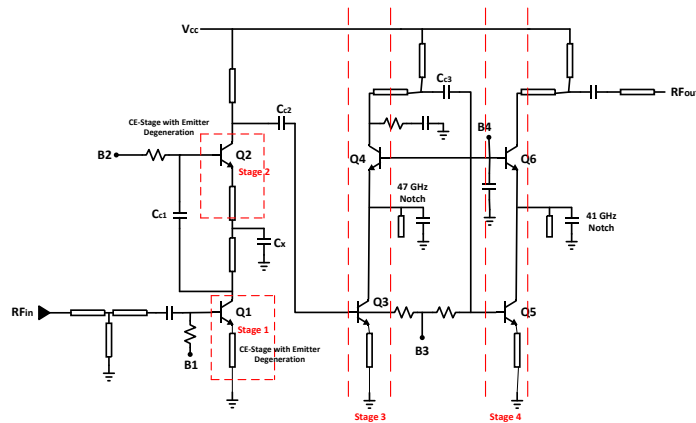 Vcc
CE-Stage with Emitter
Degeneration
Cc2
Cc3
RFout
B2
Q2
Stage 2
Q4
B4
Q6
Cc1
47 GHz
Notch
41 GHz
Notch
Cx
RFin
Q1
Stage 1
Q3
Q5
CE-Stage with Emitter
Degeneration
B1
B3
Stage 3
Stage 4